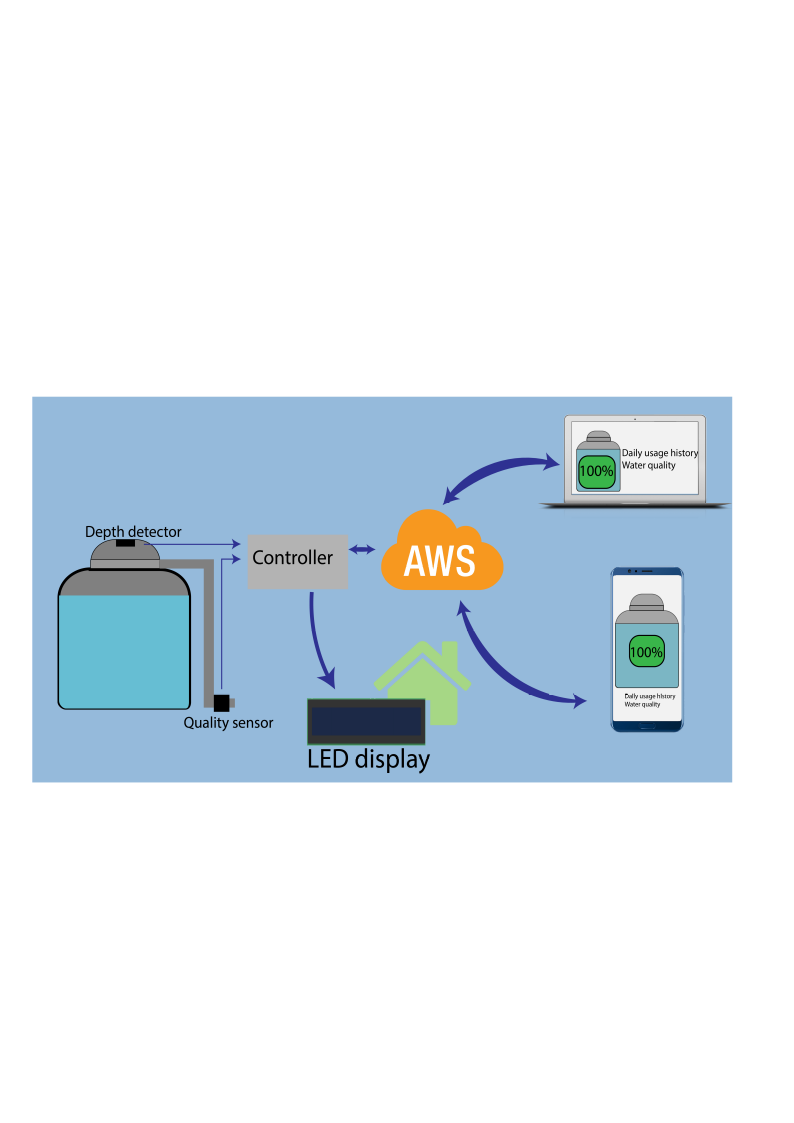 Depth detector
Controller
AWS
100%
Daily usage history
Water quality
100%
Daily usage history
Water quality
Quality sensor
LED display